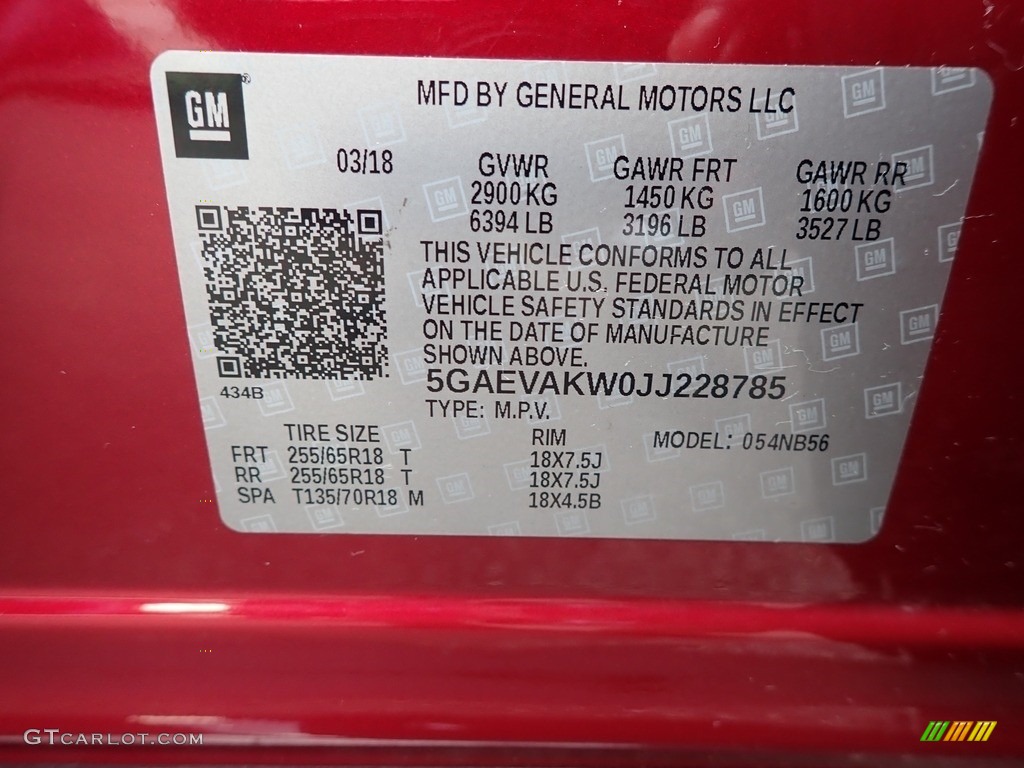 GM
MFD BY GENERAL MOTORS LLC
03/18
GVWR GAWR FRT GAWR RR
2900 KG 1450 KG 1600 KG
6394 LB 3196 LB 3527 LB
THIS VEHICLE CONFORMS TO ALL
APPLICABLE U.S. FEDERAL MOTOR
VEHICLE SAFETY STANDARDS IN EFFECT
ON THE DATE OF MANUFACTURE
SHOWN ABOVE.
434B
5GAEVAKW0JJ228785
TYPE: M.P.V.
TIRE SIZE RIM MODEL: 054NB56
FRT 255/65R18 T 18X7.5J
RR 255/65R18 T 18X7.5J
SPA T135/70R18 M 18X4.5B
GTCARLOT.COM